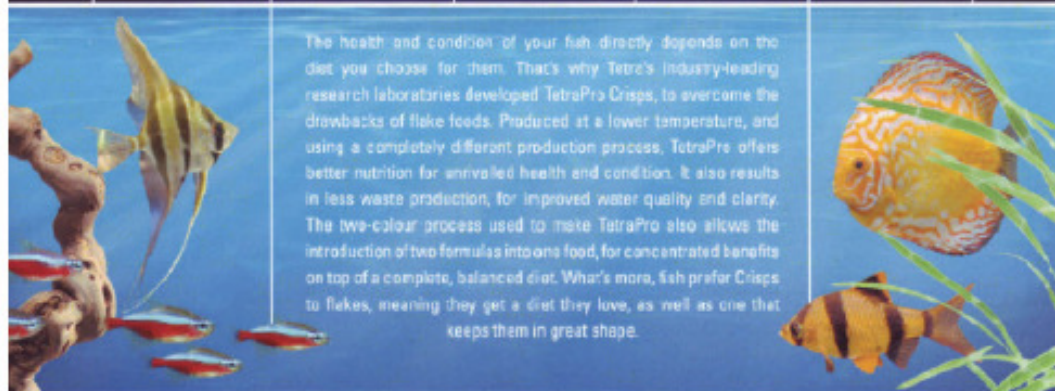 The health and condition of your fish directly depends on the
diet you choose for them. That's why Tetra's industry-leading
research laboratories developed TetraPro Crisps, to overcome the
drawbacks of flake foods. Produced at a lower temperature, and
using a completely different production process, TetraPro offers
better nutrition for unrivalled health and condition. It also results
in less waste production, for improved water quality and clarity.
The two-colour process used to make TetraPro also allows the
introduction of two formulas into one food, for concentrated benefits
on top of a complete, balanced diet. What's more, fish prefer Crisps
to flakes, meaning they get a diet they love, as well as one that
keeps them in great shape.